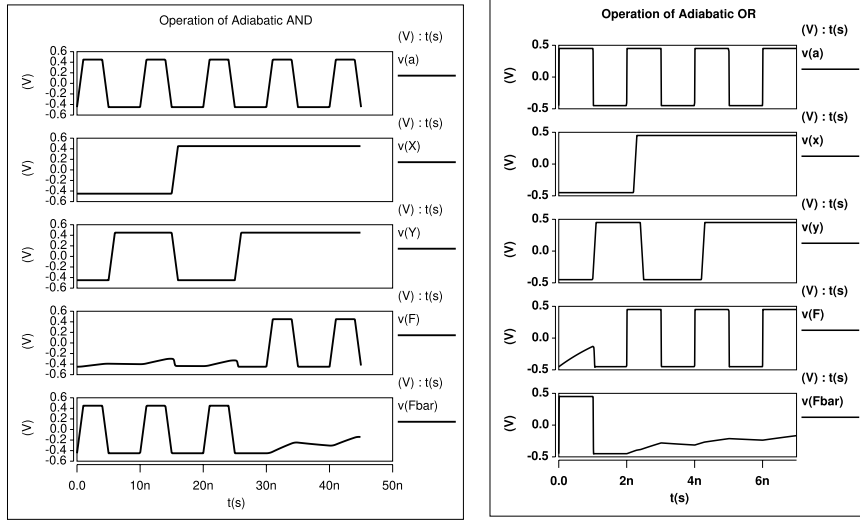 Operation of Adiabatic AND
(V) : t(s)
v(a)
(V)
0.6
0.4
0.2
0.0
-0.2
-0.4
-0.6
(V) : t(s)
v(X)
(V)
0.6
0.4
0.2
0.0
-0.2
-0.4
-0.6
(V) : t(s)
v(Y)
(V)
0.6
0.4
0.2
0.0
-0.2
-0.4
-0.6
(V) : t(s)
v(F)
(V)
0.6
0.4
0.2
0.0
-0.2
-0.4
-0.6
(V) : t(s)
v(Fbar)
(V)
0.6
0.4
0.2
0.0
-0.2
-0.4
-0.6
0.0 10n 20n 30n 40n 50n
t(s)
Operation of Adiabatic OR
(V) : t(s)
v(a)
(V)
0.5
0.0
-0.5
(V) : t(s)
v(x)
(V)
0.5
0.0
-0.5
(V) : t(s)
v(y)
(V)
0.5
0.0
-0.5
(V) : t(s)
v(F)
(V)
0.5
0.0
-0.5
(V) : t(s)
v(Fbar)
(V)
0.5
0.0
-0.5
0.0 2n 4n 6n
t(s)